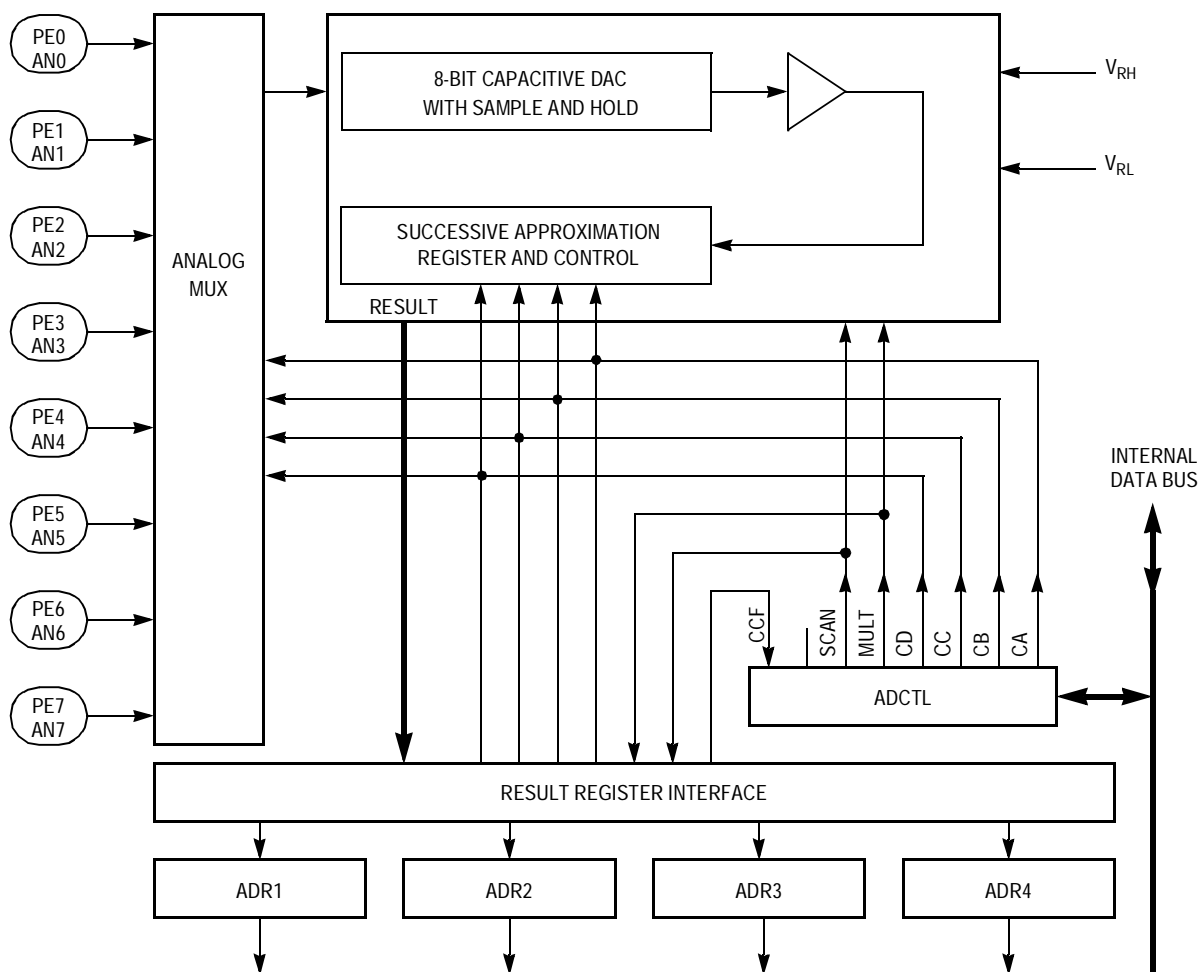 PE0
AN0
PE1
AN1
PE2
AN2
PE3
AN3
PE4
AN4
PE5
AN5
PE6
AN6
PE7
AN7
ANALOG
MUX
8-BIT CAPACITIVE DAC
WITH SAMPLE AND HOLD
SUCCESSIVE APPROXIMATION
REGISTER AND CONTROL
RESULT
VRH
VRL
INTERNAL
DATA BUS
CCF
SCAN
MULT
CD
CC
CB
CA
ADCTL
RESULT REGISTER INTERFACE
ADR1
ADR2
ADR3
ADR4